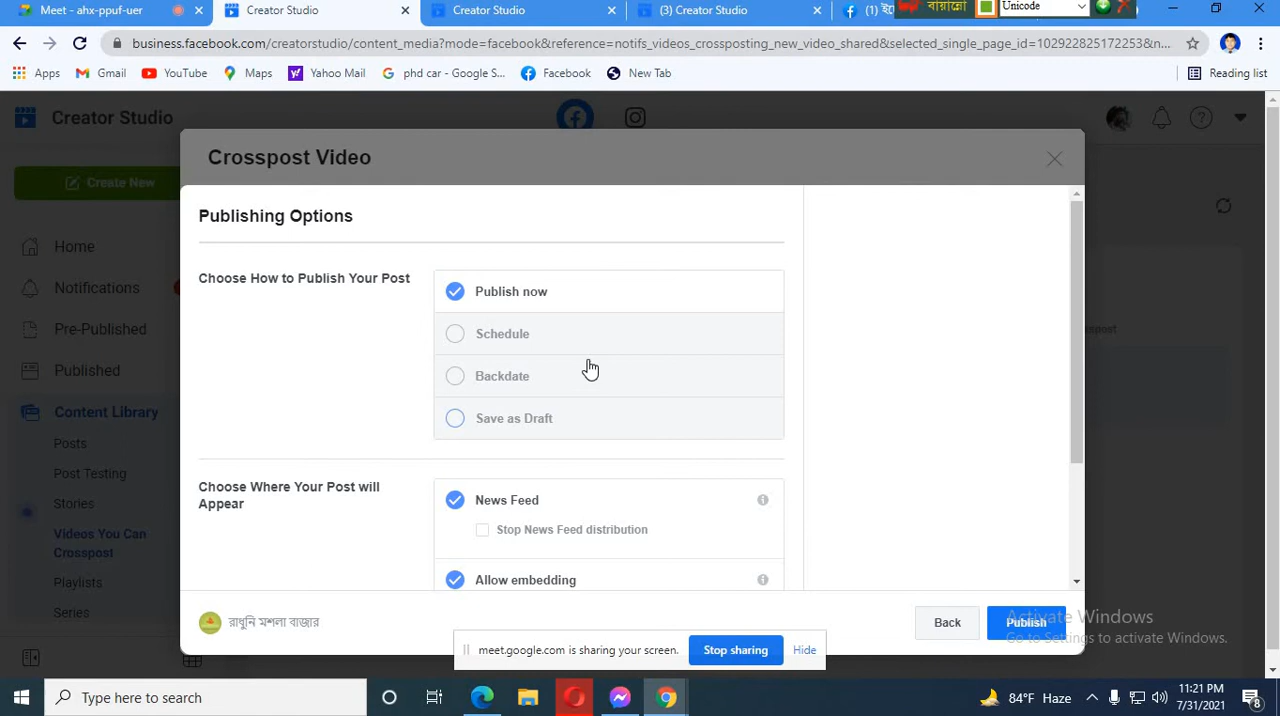 Meet - ahx-ppuf-uer
Creator Studio
Creator Studio
(3) Creator Studio
Unicode
business.facebook.com/creatorstudio/content_media?mode=facebook&reference=notifs_videos_crossposting_new_video_shared&selected_single_page_id=1029228251722538&n...
Apps
Gmail
YouTube
Maps
Yahoo Mail
phd car - Google S...
Facebook
New Tab
Reading list
Creator Studio
Crosspost Video
Create New
Publishing Options
Home
Choose How to Publish Your Post
Publish now
Notifications
Pre-Published
Schedule
Published
Backdate
Content Library
Save as Draft
Posts
Post Testing
Stories
Choose Where Your Post will
Appear
News Feed
Stop News Feed distribution
Videos You Can
Crosspost
Allow embedding
Playlists
Series
রাধুনি মশলা বাজার
Back
Publish
Activate Windows
Go to Settings to activate Windows.
meet.google.com is sharing your screen.
Stop sharing
Hide
Type here to search
84°F Haze
11:21 PM
7/31/2021
8